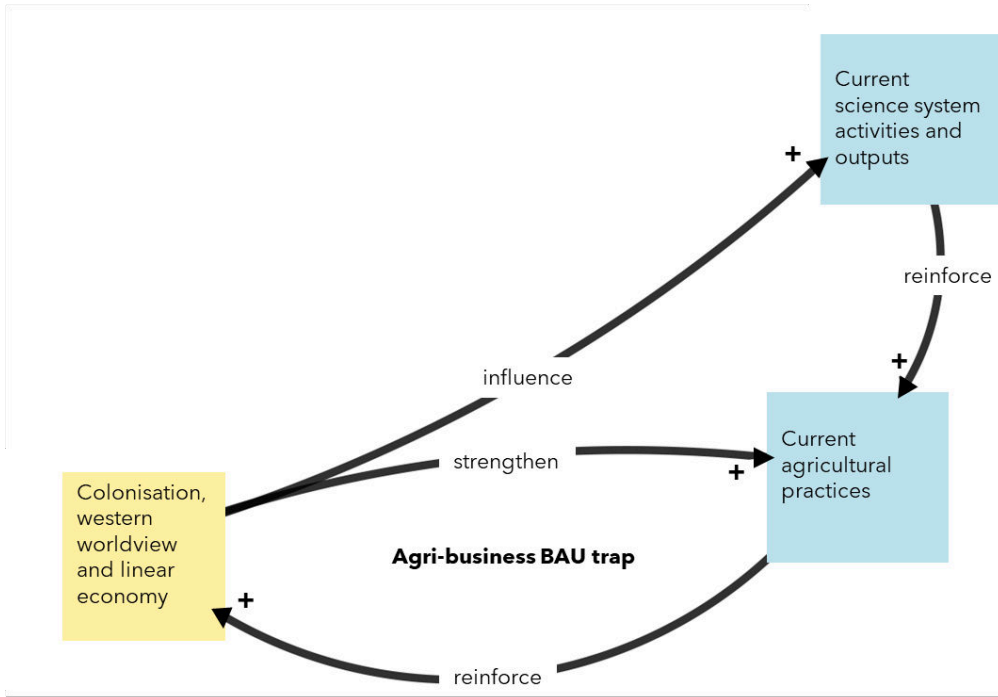 Current
science system
activities and
outputs
+
reinforce
+
influence
Current
agricultural
practices
strengthen
+
Colonisation,
western
worldview
and linear
economy
Agri-business BAU trap
+
reinforce